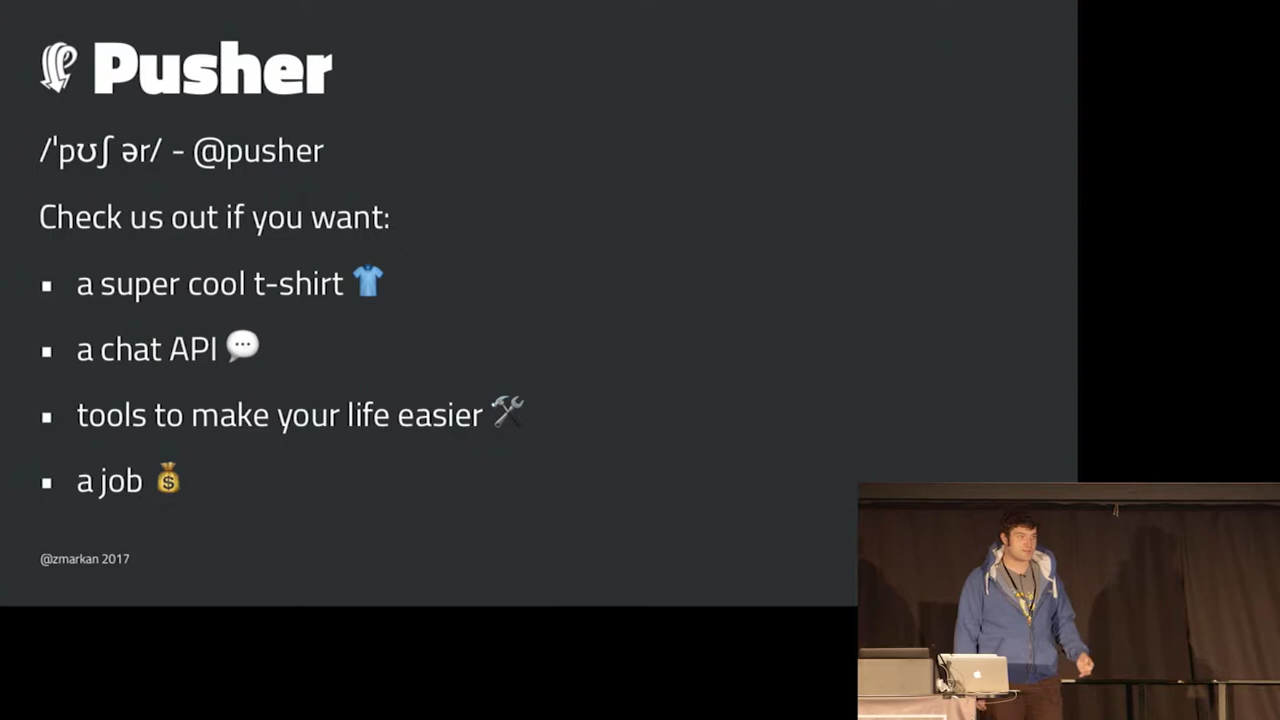 Pusher
/ˈpʊʃ ər/ - @pusher
Check us out if you want:
▪ a super cool t-shirt 👕
▪ a chat API 💬
▪ tools to make your life easier 🛠
▪ a job 💰
@zmarkan 2017